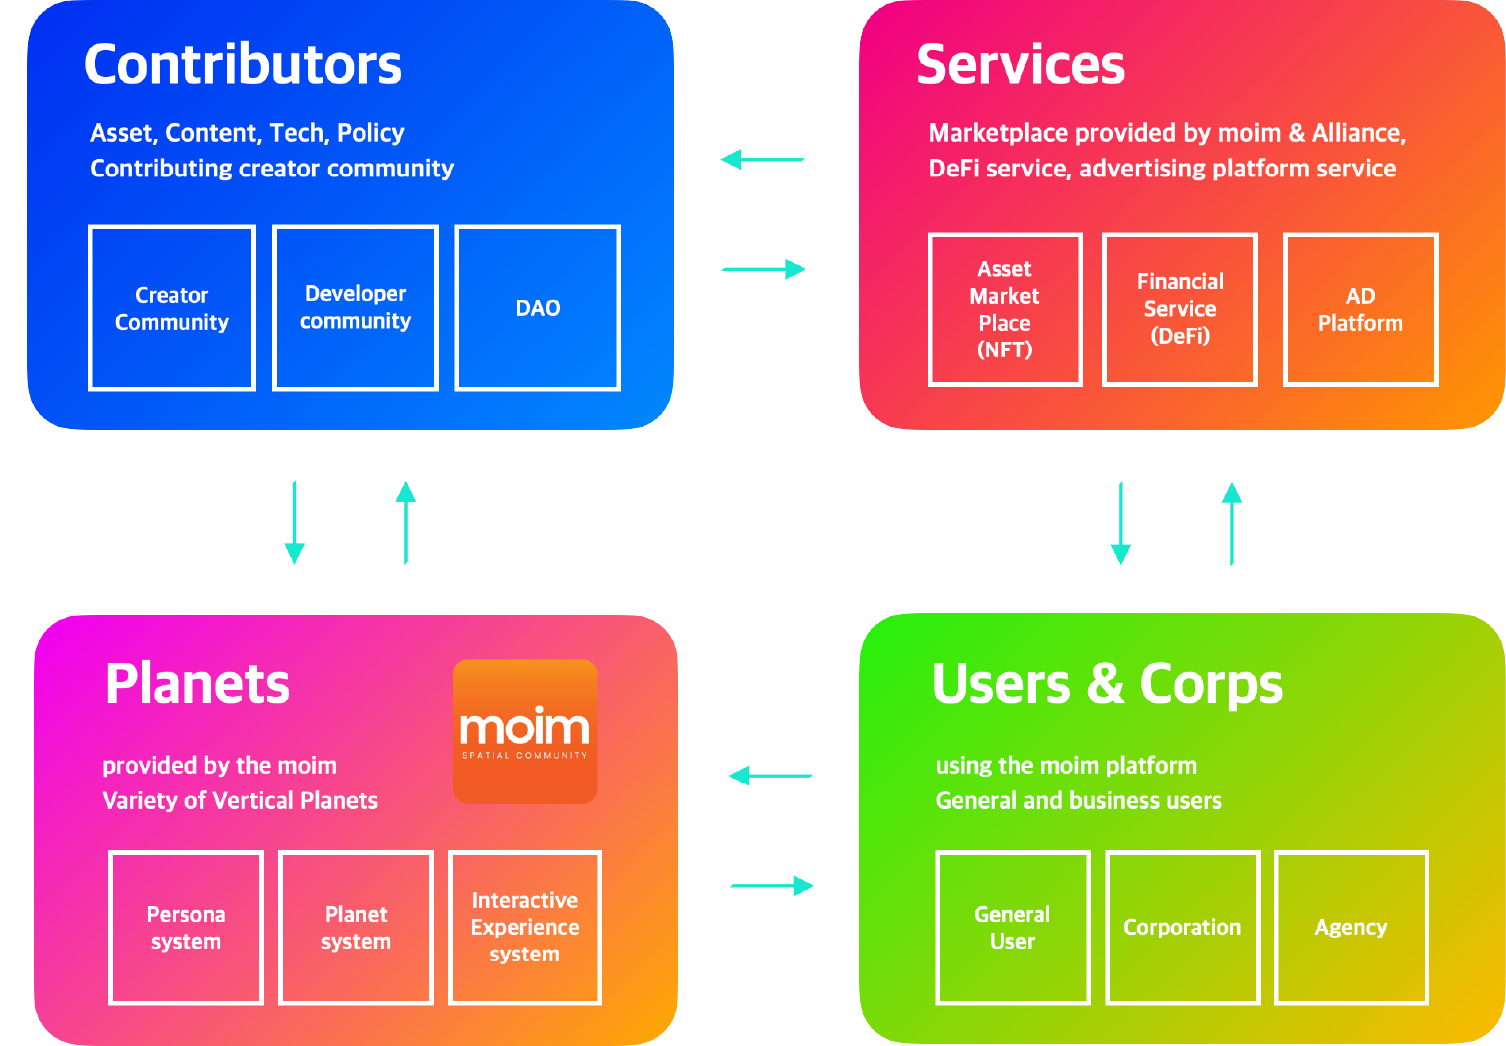 Contributors
Asset, Content, Tech, Policy
Contributing creator community
Creator
Community
Developer
community
DAO
Services
Marketplace provided by moim & Alliance,
DeFi service, advertising platform service
Asset
Market
Place
(NFT)
Financial
Service
(DeFi)
AD
Platform
Planets
moim
SPATIAL COMMUNITY
provided by the moim
Variety of Vertical Planets
Persona
system
Planet
system
Interactive
Experience
system
Users & Corps
using the moim platform
General and business users
General
User
Corporation
Agency